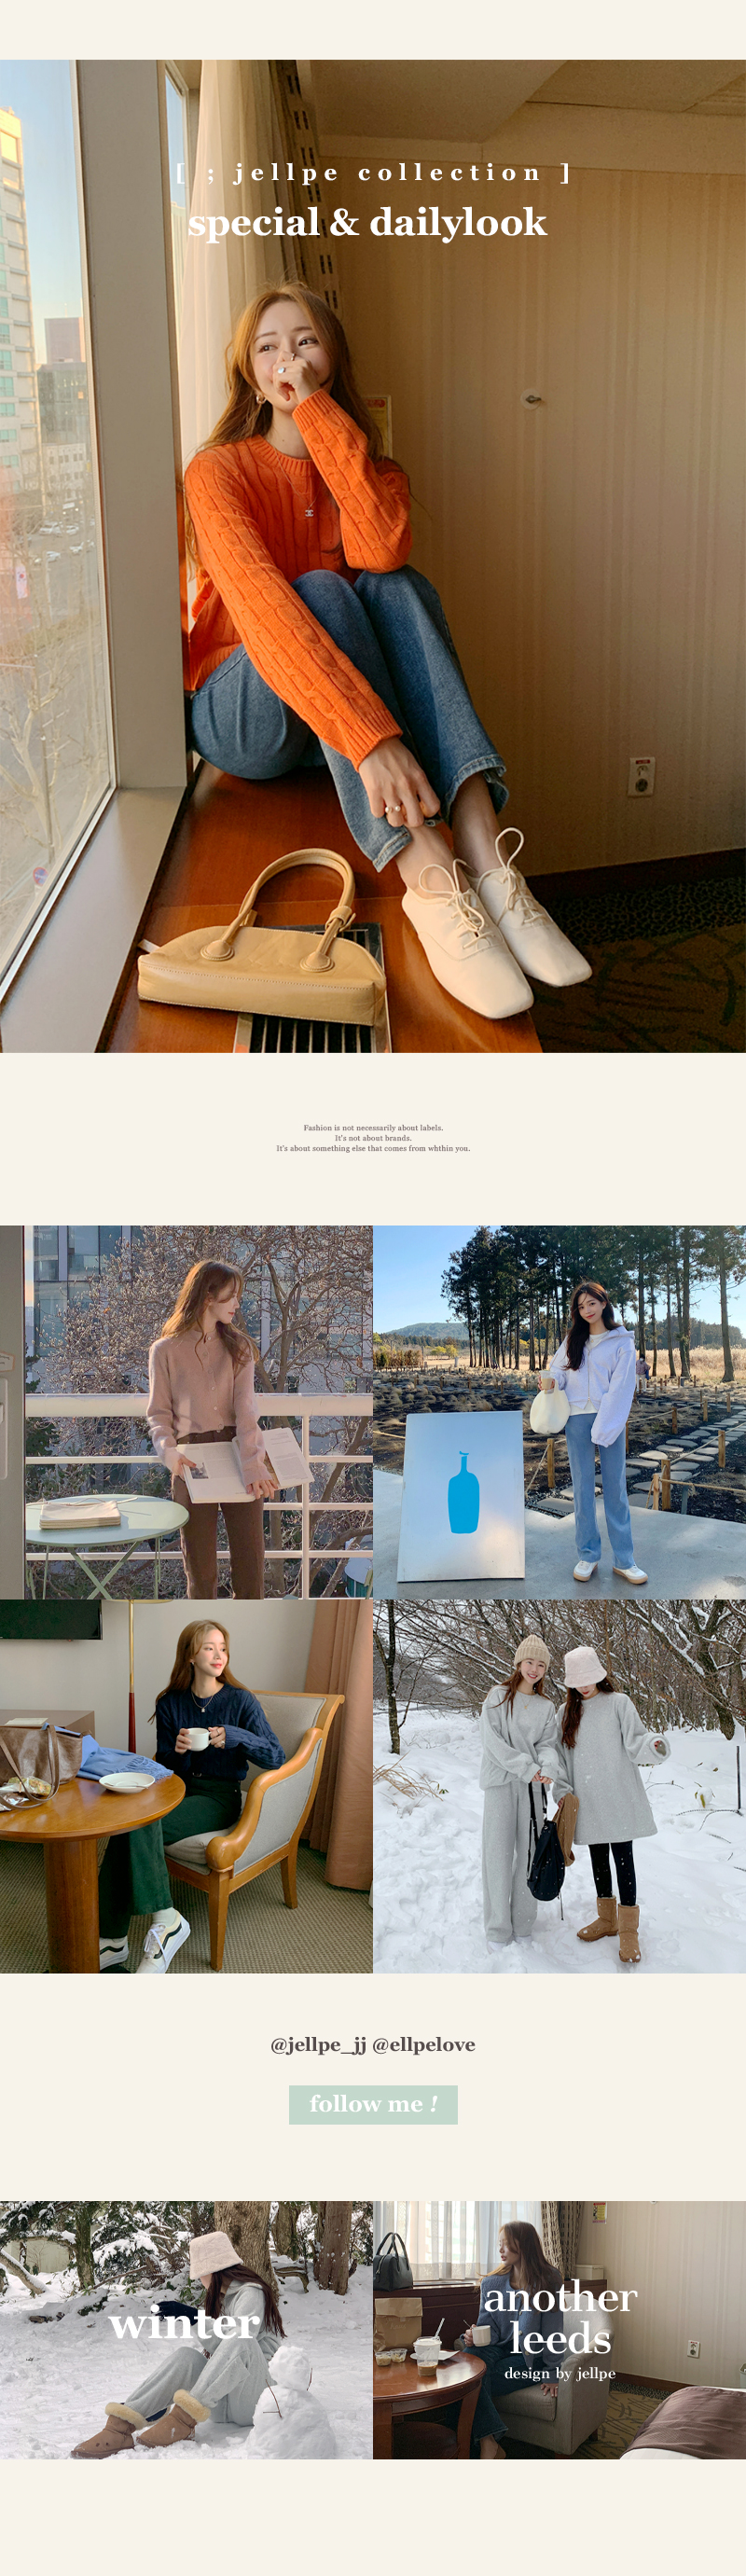 [ ; jellpe collection ]
special & dailylook
Fashion is not necessarily about labels.
It's not about brands.
It's about something else that comes from whthin you.
@jellpe_jj @ellpelove
follow me !
winter
another
leeds
design by jellpe